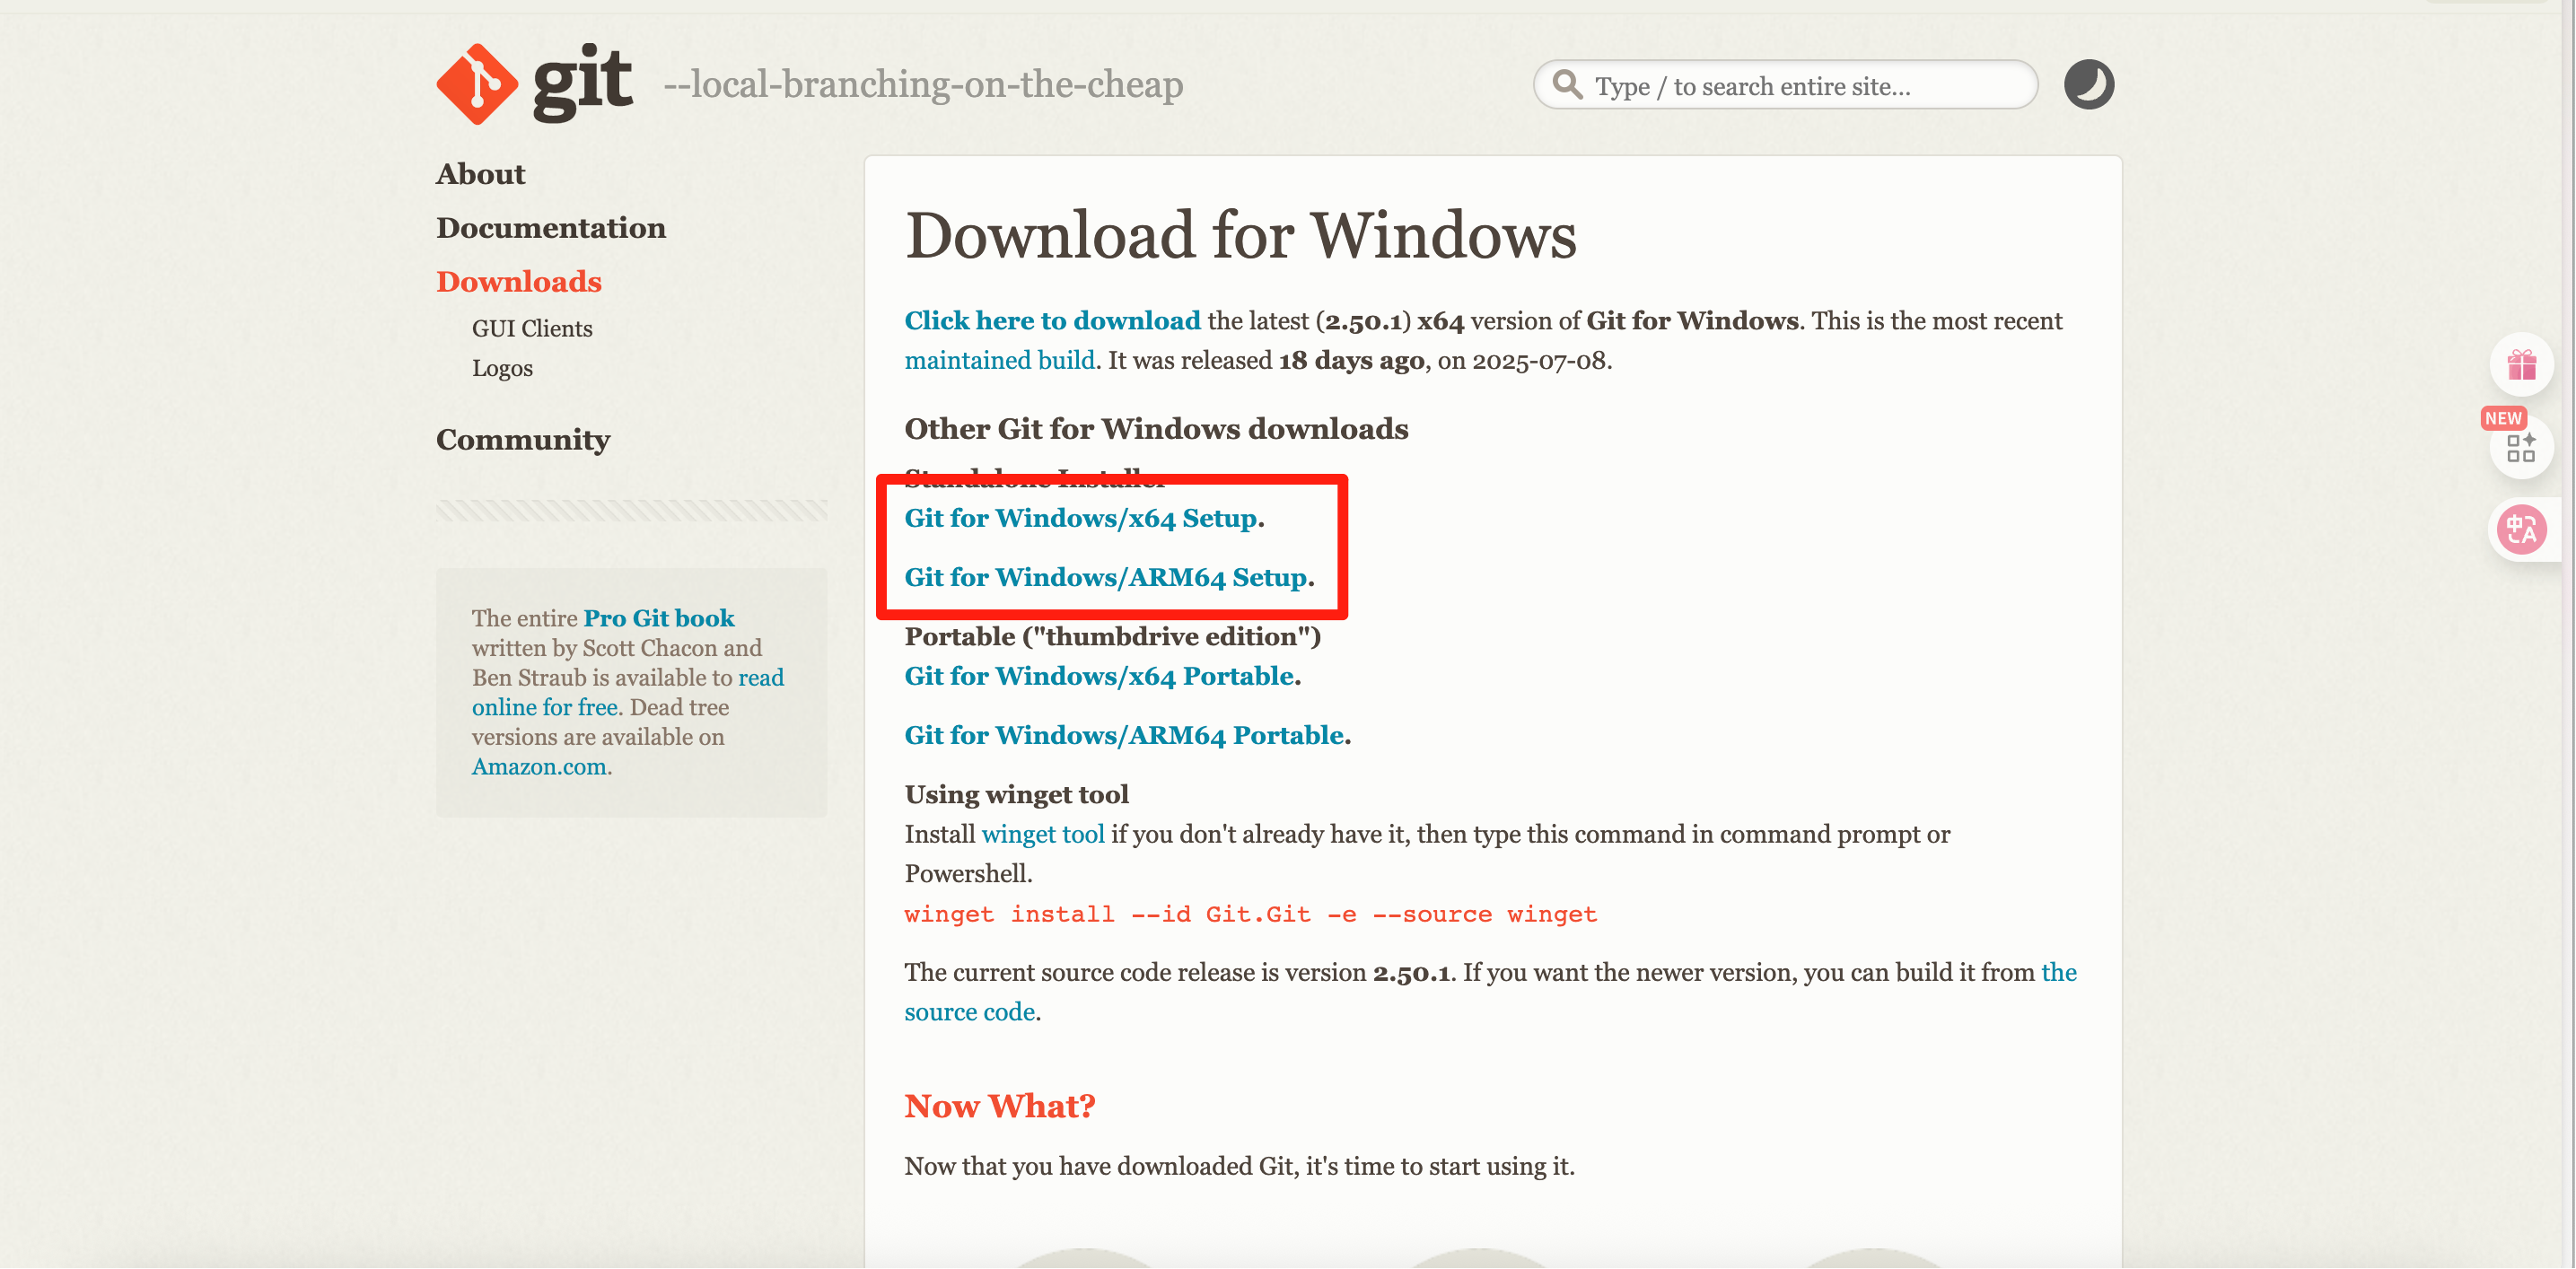 git --local-branching-on-the-cheap
Type / to search entire site...
About
Documentation
Downloads
GUI Clients
Logos
Community
The entire Pro Git book
written by Scott Chacon and
Ben Straub is available to read
online for free. Dead tree
versions are available on
Amazon.com.
Download for Windows
Click here to download the latest (2.50.1) x64 version of Git for Windows. This is the most recent
maintained build. It was released 18 days ago, on 2025-07-08.
Other Git for Windows downloads
Standalone Installer
Git for Windows/x64 Setup.
Git for Windows/ARM64 Setup.
Portable ("thumbdrive edition")
Git for Windows/x64 Portable.
Git for Windows/ARM64 Portable.
Using winget tool
Install winget tool if you don't already have it, then type this command in command prompt or
Powershell.
winget install --id Git.Git -e --source winget
The current source code release is version 2.50.1. If you want the newer version, you can build it from the
source code.
Now What?
Now that you have downloaded Git, it's time to start using it.
NEW
中A